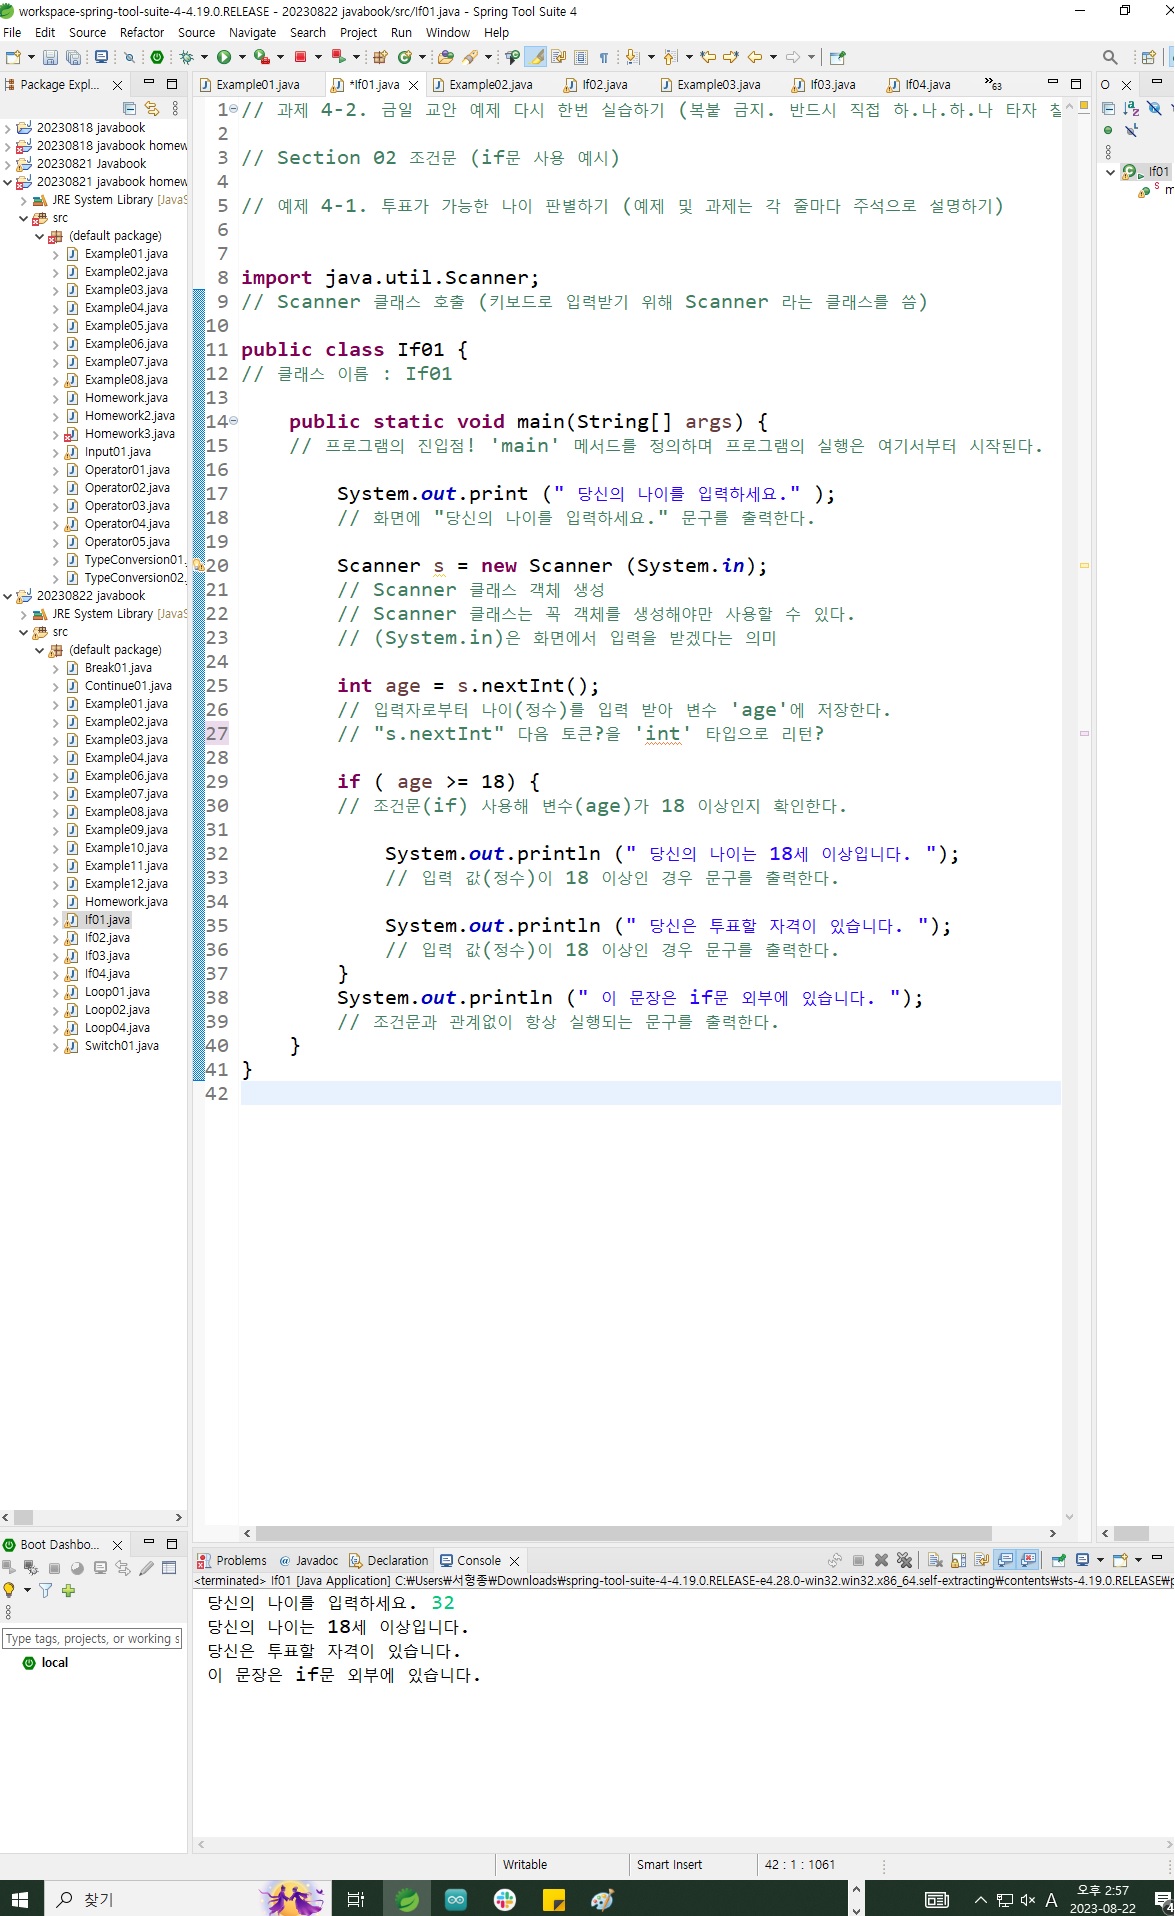 workspace-spring-tool-suite-4-4.19.0.RELEASE - 20230822 javabook/src/If01.java - Spring Tool Suite 4
File Edit Source Refactor Source Navigate Search Project Run Window Help
Package Expl...
Example01.java *If01.java Example02.java If02.java Example03.java If03.java If04.java »63
20230818 javabook
20230818 javabook homew
20230821 Javabook
20230821 javabook homew
JRE System Library [JavaS
src
(default package)
Example01.java
Example02.java
Example03.java
Example04.java
Example05.java
Example06.java
Example07.java
Example08.java
Homework.java
Homework2.java
Homework3.java
Input01.java
Operator01.java
Operator02.java
Operator03.java
Operator04.java
Operator05.java
TypeConversion01.
TypeConversion02.
20230822 javabook
JRE System Library [JavaS
src
(default package)
Break01.java
Continue01.java
Example01.java
Example02.java
Example03.java
Example04.java
Example06.java
Example07.java
Example08.java
Example09.java
Example10.java
Example11.java
Example12.java
Homework.java
If01.java
If02.java
If03.java
If04.java
Loop01.java
Loop02.java
Loop04.java
Switch01.java
1 // 과제 4-2. 금일 교안 예제 다시 한번 실습하기 (복붙 금지. 반드시 직접 하.나.하.나 타자 칠
2
3 // Section 02 조건문 (if문 사용 예시)
4
5 // 예제 4-1. 투표가 가능한 나이 판별하기 (예제 및 과제는 각 줄마다 주석으로 설명하기)
6
7
8 import java.util.Scanner;
9 // Scanner 클래스 호출 (키보드로 입력받기 위해 Scanner 라는 클래스를 씀)
10
11 public class If01 {
12 // 클래스 이름 : If01
13
14 public static void main(String[] args) {
15 // 프로그램의 진입점! 'main' 메서드를 정의하며 프로그램의 실행은 여기서부터 시작된다.
16
17 System.out.print (" 당신의 나이를 입력하세요." );
18 // 화면에 "당신의 나이를 입력하세요." 문구를 출력한다.
19
20 Scanner s = new Scanner (System.in);
21 // Scanner 클래스 객체 생성
22 // Scanner 클래스는 꼭 객체를 생성해야만 사용할 수 있다.
23 // (System.in)은 화면에서 입력을 받겠다는 의미
24
25 int age = s.nextInt();
26 // 입력자로부터 나이(정수)를 입력 받아 변수 'age'에 저장한다.
27 // "s.nextInt" 다음 토큰?을 'int' 타입으로 리턴?
28
29 if ( age >= 18) {
30 // 조건문(if) 사용해 변수(age)가 18 이상인지 확인한다.
31
32 System.out.println (" 당신의 나이는 18세 이상입니다. ");
33 // 입력 값(정수)이 18 이상인 경우 문구를 출력한다.
34
35 System.out.println (" 당신은 투표할 자격이 있습니다. ");
36 // 입력 값(정수)이 18 이상인 경우 문구를 출력한다.
37 }
38 System.out.println (" 이 문장은 if문 외부에 있습니다. ");
39 // 조건문과 관계없이 항상 실행되는 문구를 출력한다.
40 }
41 }
42
O
If01
m
Boot Dashbo...
Type tags, projects, or working s
local
Problems @ Javadoc Declaration Console
<terminated> If01 [Java Application] C:₩Users₩서형종₩Downloads₩spring-tool-suite-4-4.19.0.RELEASE-e4.28.0-win32.win32.x86_64.self-extracting₩contents₩sts-4.19.0.RELEASE₩p
당신의 나이를 입력하세요. 32
당신의 나이는 18세 이상입니다.
당신은 투표할 자격이 있습니다.
이 문장은 if문 외부에 있습니다.
Writable Smart Insert 42 : 1 : 1061
찾기
A
오후 2:57
2023-08-22
4